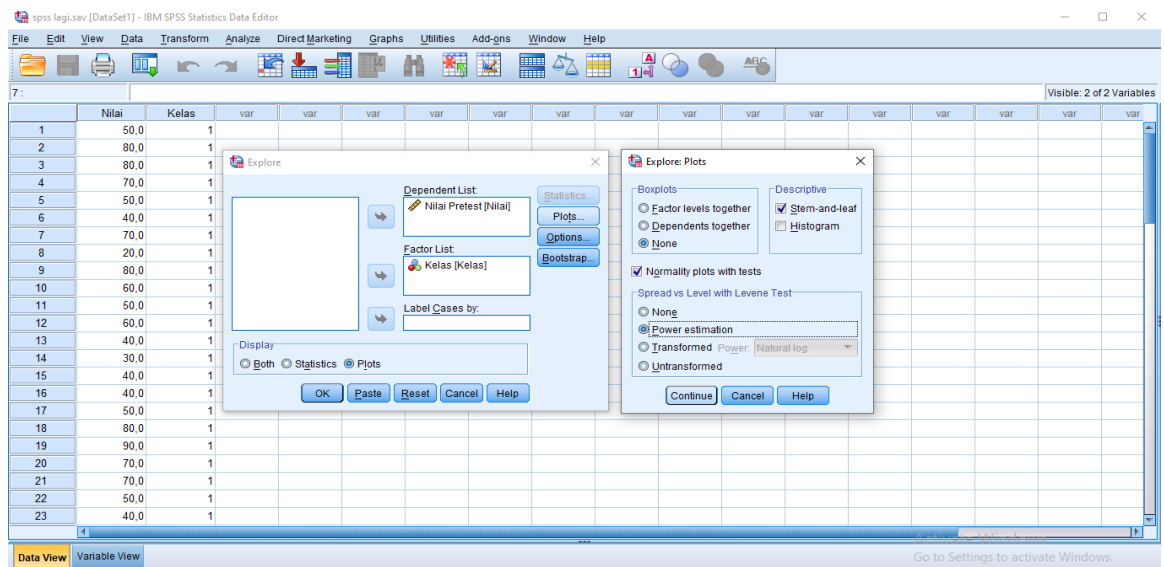 spss lagi.sav [DataSet1] - IBM SPSS Statistics Data Editor
File Edit View Data Transform Analyze Direct Marketing Graphs Utilities Add-ons Window Help
7 :
Visible: 2 of 2 Variables
Nilai Kelas var var var var var var var var var var var var var var var
1 50,0 1
2 80,0 1
3 80,0 1
4 70,0 1
5 50,0 1
6 40,0 1
7 70,0 1
8 20,0 1
9 80,0 1
10 60,0 1
11 50,0 1
12 60,0 1
13 40,0 1
14 30,0 1
15 40,0 1
16 40,0 1
17 50,0 1
18 80,0 1
19 90,0 1
20 70,0 1
21 70,0 1
22 50,0 1
23 40,0 1
Explore
Dependent List:
Nilai Pretest [Nilai]
Factor List:
Kelas [Kelas]
Label Cases by:
Statistics...
Plots...
Options...
Bootstrap...
Display
Both Statistics Plots
OK Paste Reset Cancel Help
Explore: Plots
Boxplots
Factor levels together
Dependents together
None
Descriptive
Stem-and-leaf
Histogram
Normality plots with tests
Spread vs Level with Levene Test
None
Power estimation
Transformed Power: Natural log
Untransformed
Continue Cancel Help
Data View Variable View
Activate Windows
Go to Settings to activate Windows.